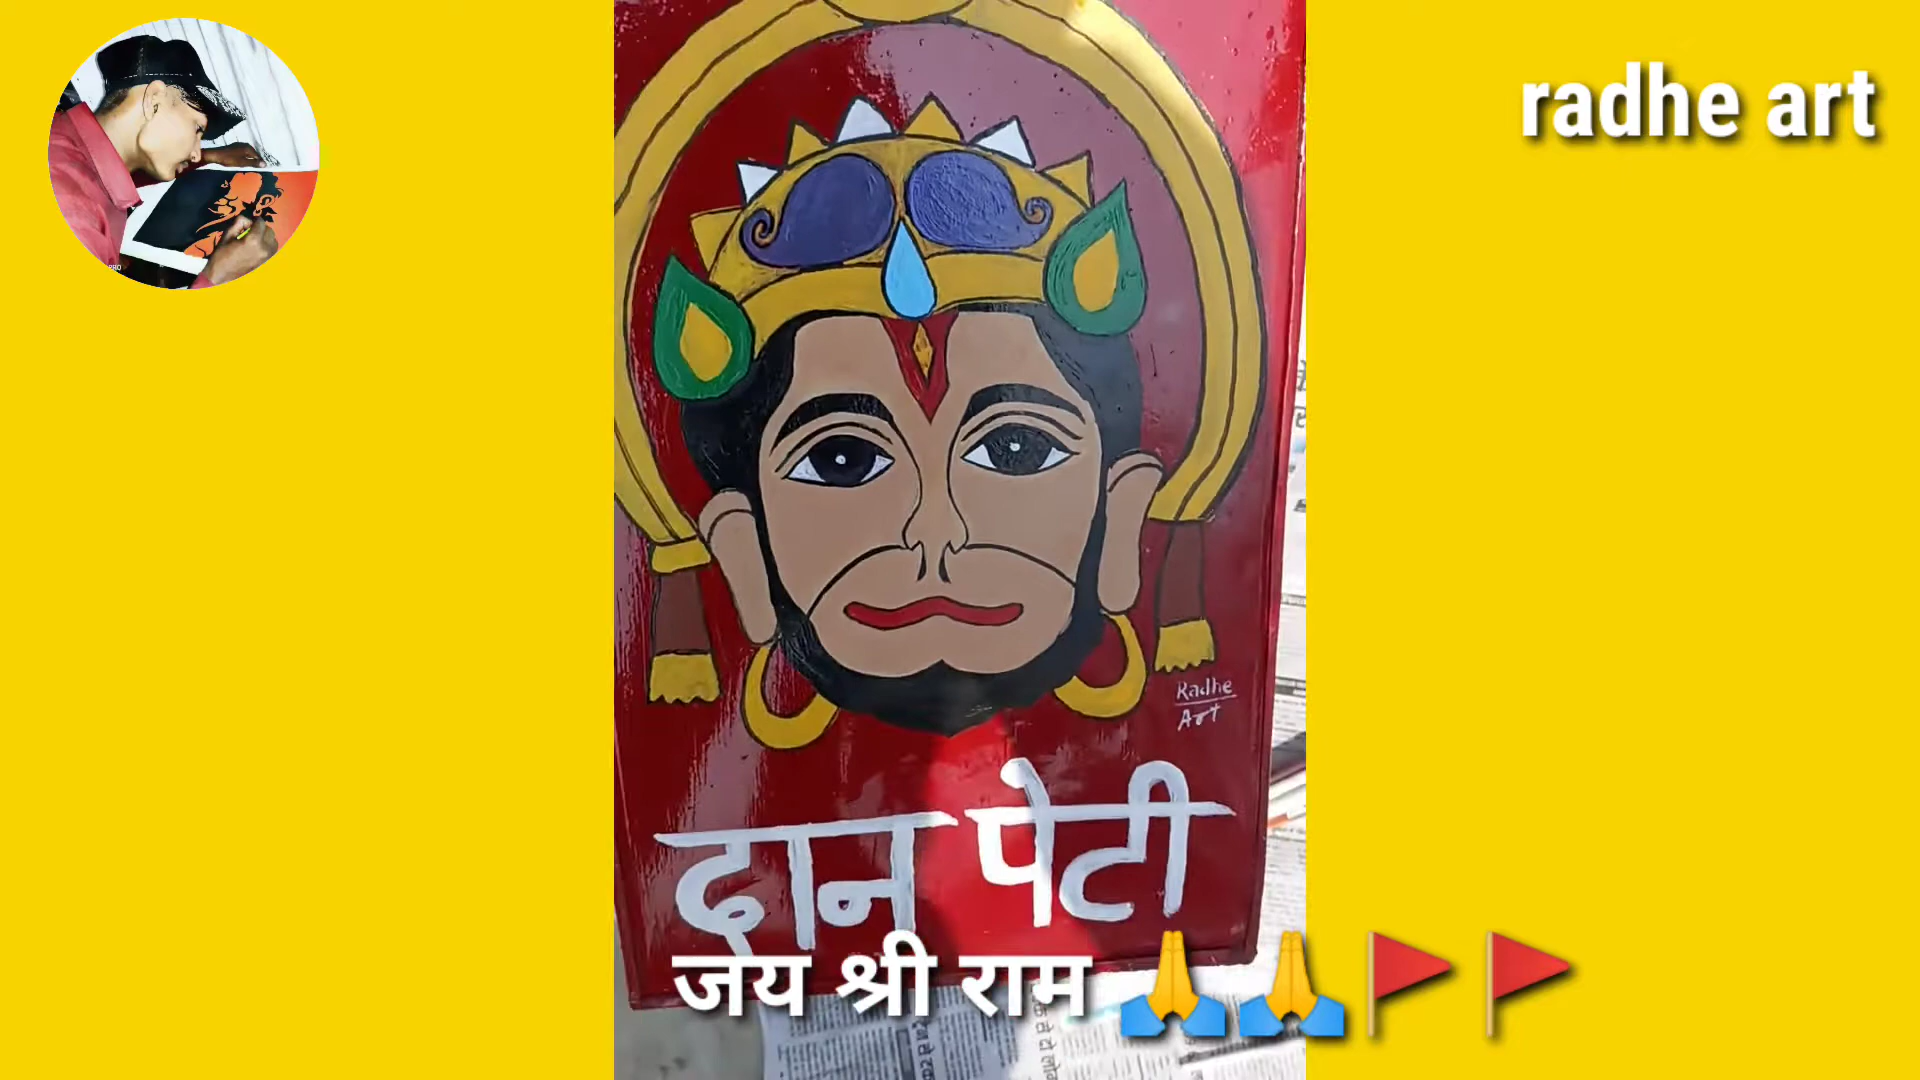 radhe art
Radhe
Art
दान पेटी
जय श्री राम 🙏🙏🚩🚩